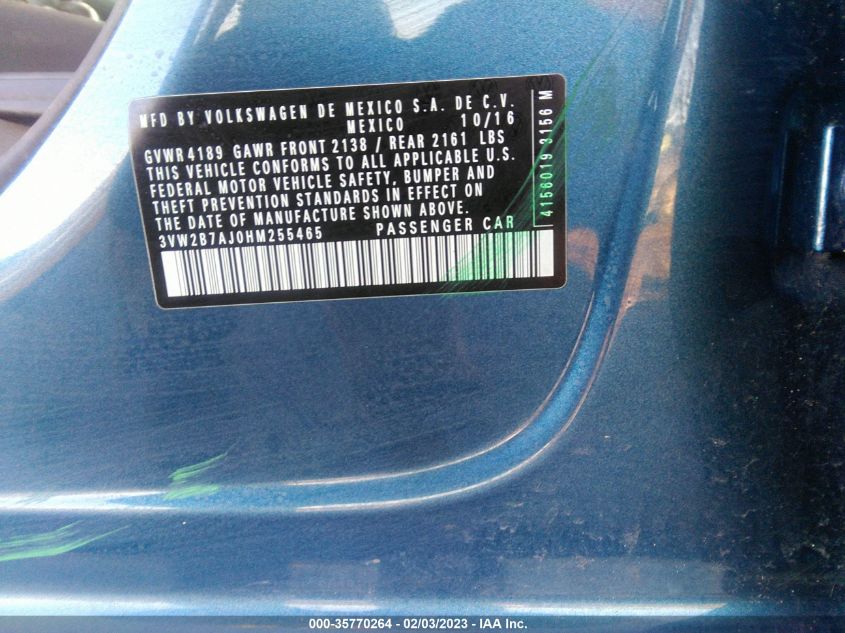 MFD BY VOLKSWAGEN DE MEXICO S.A. DE C.V.
MEXICO 10/16
GVWR 4189 GAWR FRONT 2138 / REAR 2161 LBS
THIS VEHICLE CONFORMS TO ALL APPLICABLE U.S.
FEDERAL MOTOR VEHICLE SAFETY, BUMPER AND
THEFT PREVENTION STANDARDS IN EFFECT ON
THE DATE OF MANUFACTURE SHOWN ABOVE.
3VW2B7AJ0HM255465 PASSENGER CAR
4156019 3156 M
000-35770264 - 02/03/2023 - IAA Inc.